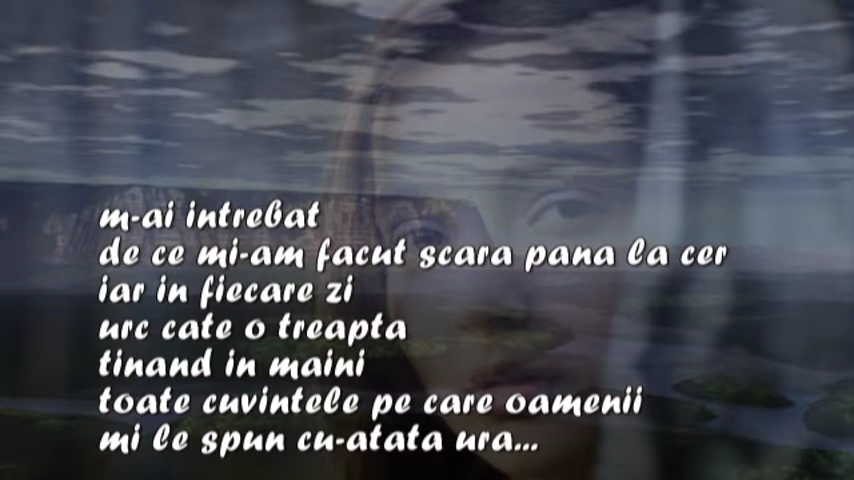 m-ai intrebat
de ce mi-am facut scara pana la cer
iar in fiecare zi
urc cate o treapta
tinand in maini
toate cuvintele pe care oamenii
mi le spun cu-atata ura...